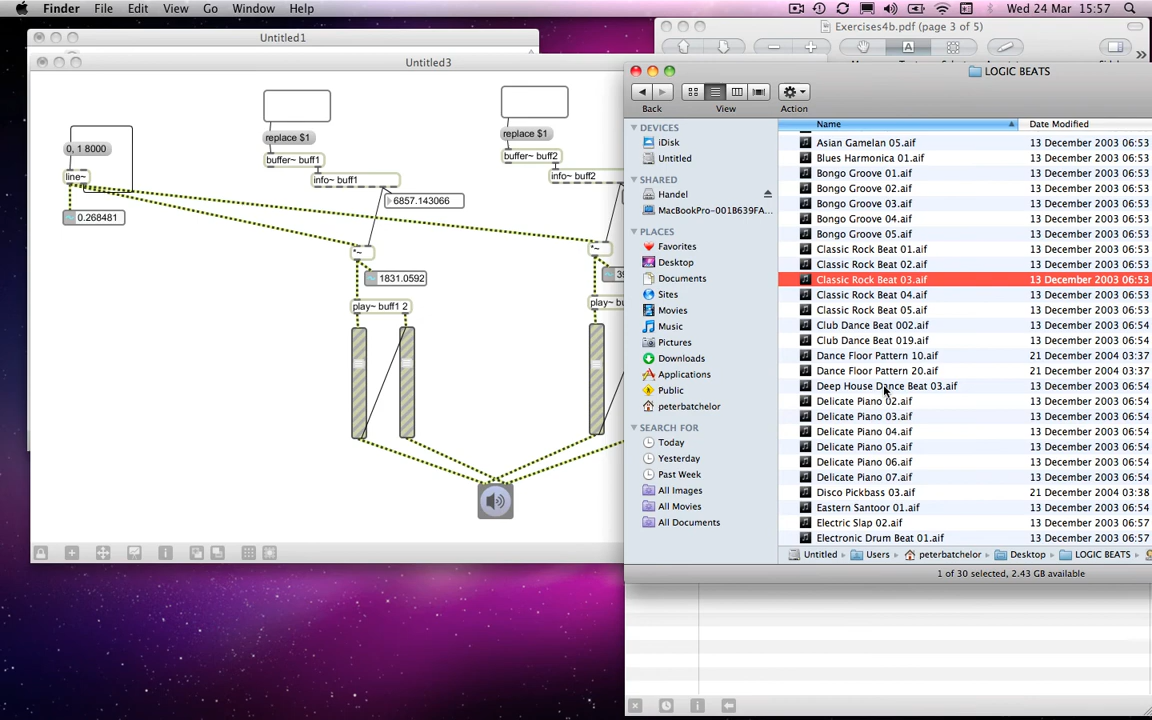 Finder File Edit View Go Window Help
Wed 24 Mar 15:57
Untitled1
Exercises4b.pdf (page 3 of 5)
Untitled3
0, 1 8000
line~
0.268481
replace $1
buffer~ buff1
info~ buff1
6857.143066
*~
1831.0592
play~ buff1 2
replace $1
buffer~ buff2
info~ buff2
*~
LOGIC BEATS
Back
View
Action
DEVICES
iDisk
Untitled
SHARED
Handel
MacBookPro-001B639FA...
PLACES
Favorites
Desktop
Documents
Sites
Movies
Music
Pictures
Downloads
Applications
Public
peterbatchelor
SEARCH FOR
Today
Yesterday
Past Week
All Images
All Movies
All Documents
Name Date Modified
Asian Gamelan 05.aif 13 December 2003 06:53
Blues Harmonica 01.aif 13 December 2003 06:53
Bongo Groove 01.aif 13 December 2003 06:53
Bongo Groove 02.aif 13 December 2003 06:53
Bongo Groove 03.aif 13 December 2003 06:53
Bongo Groove 04.aif 13 December 2003 06:53
Bongo Groove 05.aif 13 December 2003 06:53
Classic Rock Beat 01.aif 13 December 2003 06:53
Classic Rock Beat 02.aif 13 December 2003 06:53
Classic Rock Beat 03.aif 13 December 2003 06:53
Classic Rock Beat 04.aif 13 December 2003 06:53
Classic Rock Beat 05.aif 13 December 2003 06:53
Club Dance Beat 002.aif 13 December 2003 06:54
Club Dance Beat 019.aif 13 December 2003 06:54
Dance Floor Pattern 10.aif 21 December 2004 03:37
Dance Floor Pattern 20.aif 21 December 2004 03:37
Deep House Dance Beat 03.aif 13 December 2003 06:54
Delicate Piano 02.aif 13 December 2003 06:54
Delicate Piano 03.aif 13 December 2003 06:54
Delicate Piano 04.aif 13 December 2003 06:54
Delicate Piano 05.aif 13 December 2003 06:54
Delicate Piano 06.aif 13 December 2003 06:54
Delicate Piano 07.aif 13 December 2003 06:54
Disco Pickbass 03.aif 21 December 2004 03:38
Eastern Santoor 01.aif 13 December 2003 06:54
Electric Slap 02.aif 13 December 2003 06:57
Electronic Drum Beat 01.aif 13 December 2003 06:57
Untitled Users peterbatchelor Desktop LOGIC BEATS
1 of 30 selected, 2.43 GB available